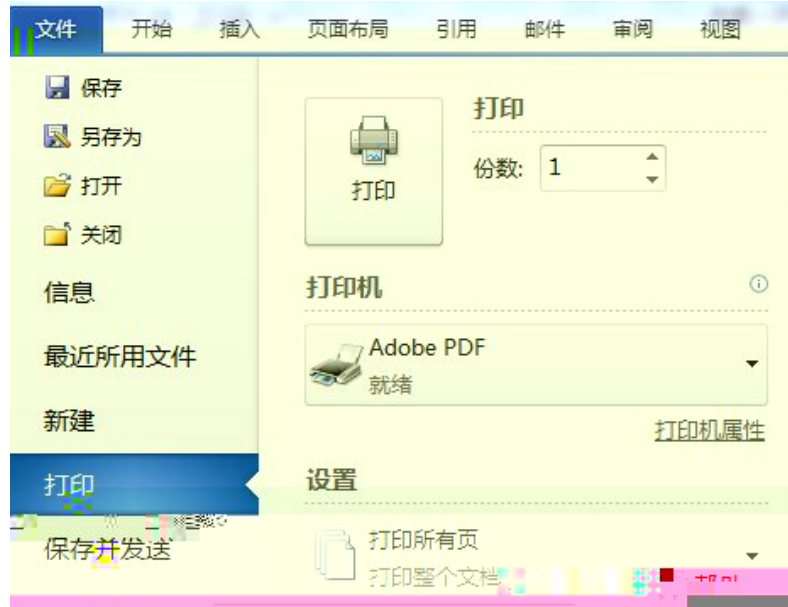 文件 开始 插入 页面布局 引用 邮件 审阅 视图
保存
另存为
打开
关闭
信息
最近所用文件
新建
打印
保存并发送
打印
打印
份数: 1
打印机
Adobe PDF
就绪
打印机属性
设置
打印所有页
打印整个文档